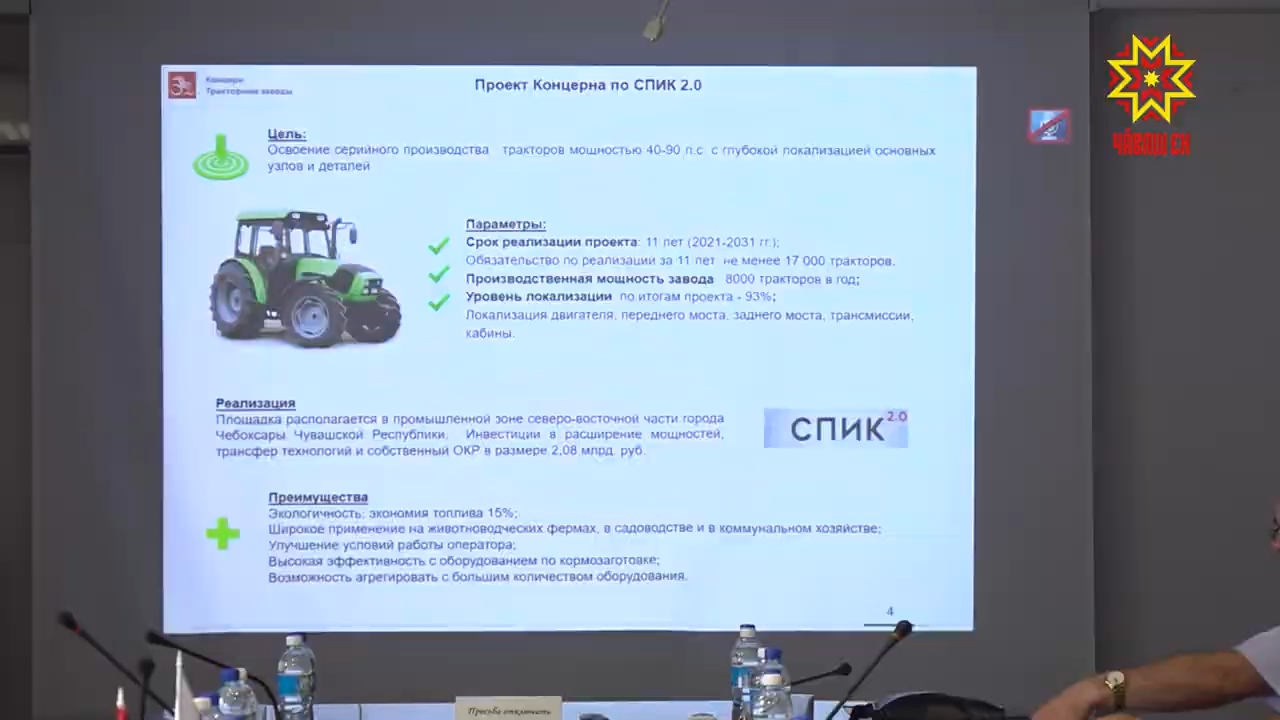 Концерн
Тракторные заводы
Проект Концерна по СПИК 2.0
ЧӐВАШ ЕН
Цель:
Освоение серийного производства тракторов мощностью 40-90 л.с. с глубокой локализацией основных
узлов и деталей
Параметры:
Срок реализации проекта: 11 лет (2021-2031 гг.);
Обязательство по реализации за 11 лет не менее 17 000 тракторов.
Производственная мощность завода 8000 тракторов в год;
Уровень локализации по итогам проекта - 93%;
Локализация двигателя, переднего моста, заднего моста, трансмиссии,
кабины.
Реализация
Площадка располагается в промышленной зоне северо-восточной части города
Чебоксары Чувашской Республики. Инвестиции в расширение мощностей,
трансфер технологий и собственный ОКР в размере 2,08 млрд. руб.
СПИК 2.0
Преимущества
Экологичность: экономия топлива 15%;
Широкое применение на животноводческих фермах, в садоводстве и в коммунальном хозяйстве;
Улучшение условий работы оператора;
Высокая эффективность с оборудованием по кормозаготовке;
Возможность агрегировать с большим количеством оборудования.
4
Просьба отключить